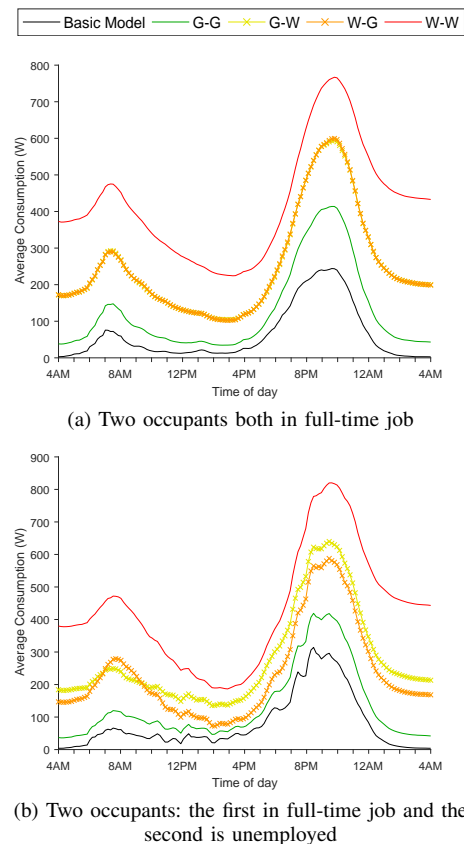 Basic Model G-G G-W W-G W-W
800
700
600
500
400
300
200
100
0
Average Consumption (W)
4AM 8AM 12PM 4PM 8PM 12AM 4AM
Time of day
(a) Two occupants both in full-time job
900
800
700
600
500
400
300
200
100
0
Average Consumption (W)
4AM 8AM 12PM 4PM 8PM 12AM 4AM
Time of day
(b) Two occupants: the first in full-time job and the
second is unemployed